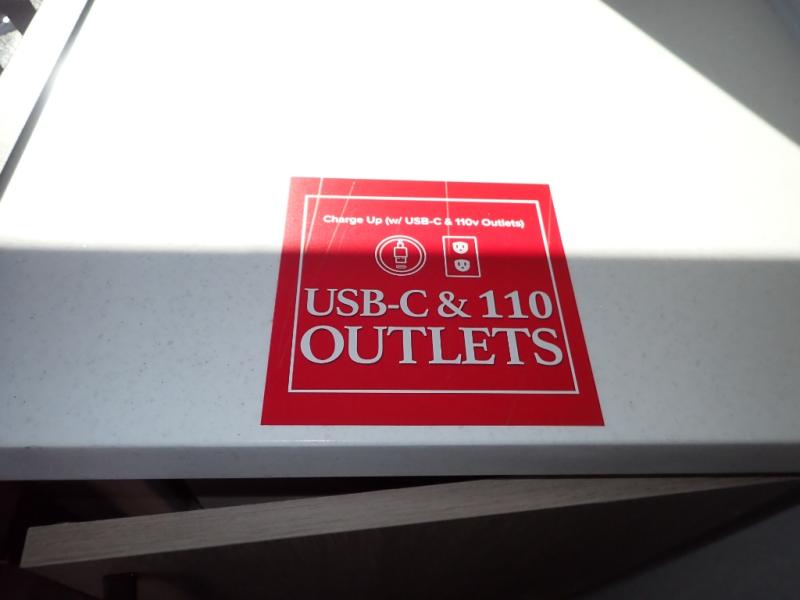 Charge Up (w/ USB-C & 110v Outlets)
USB-C & 110
OUTLETS